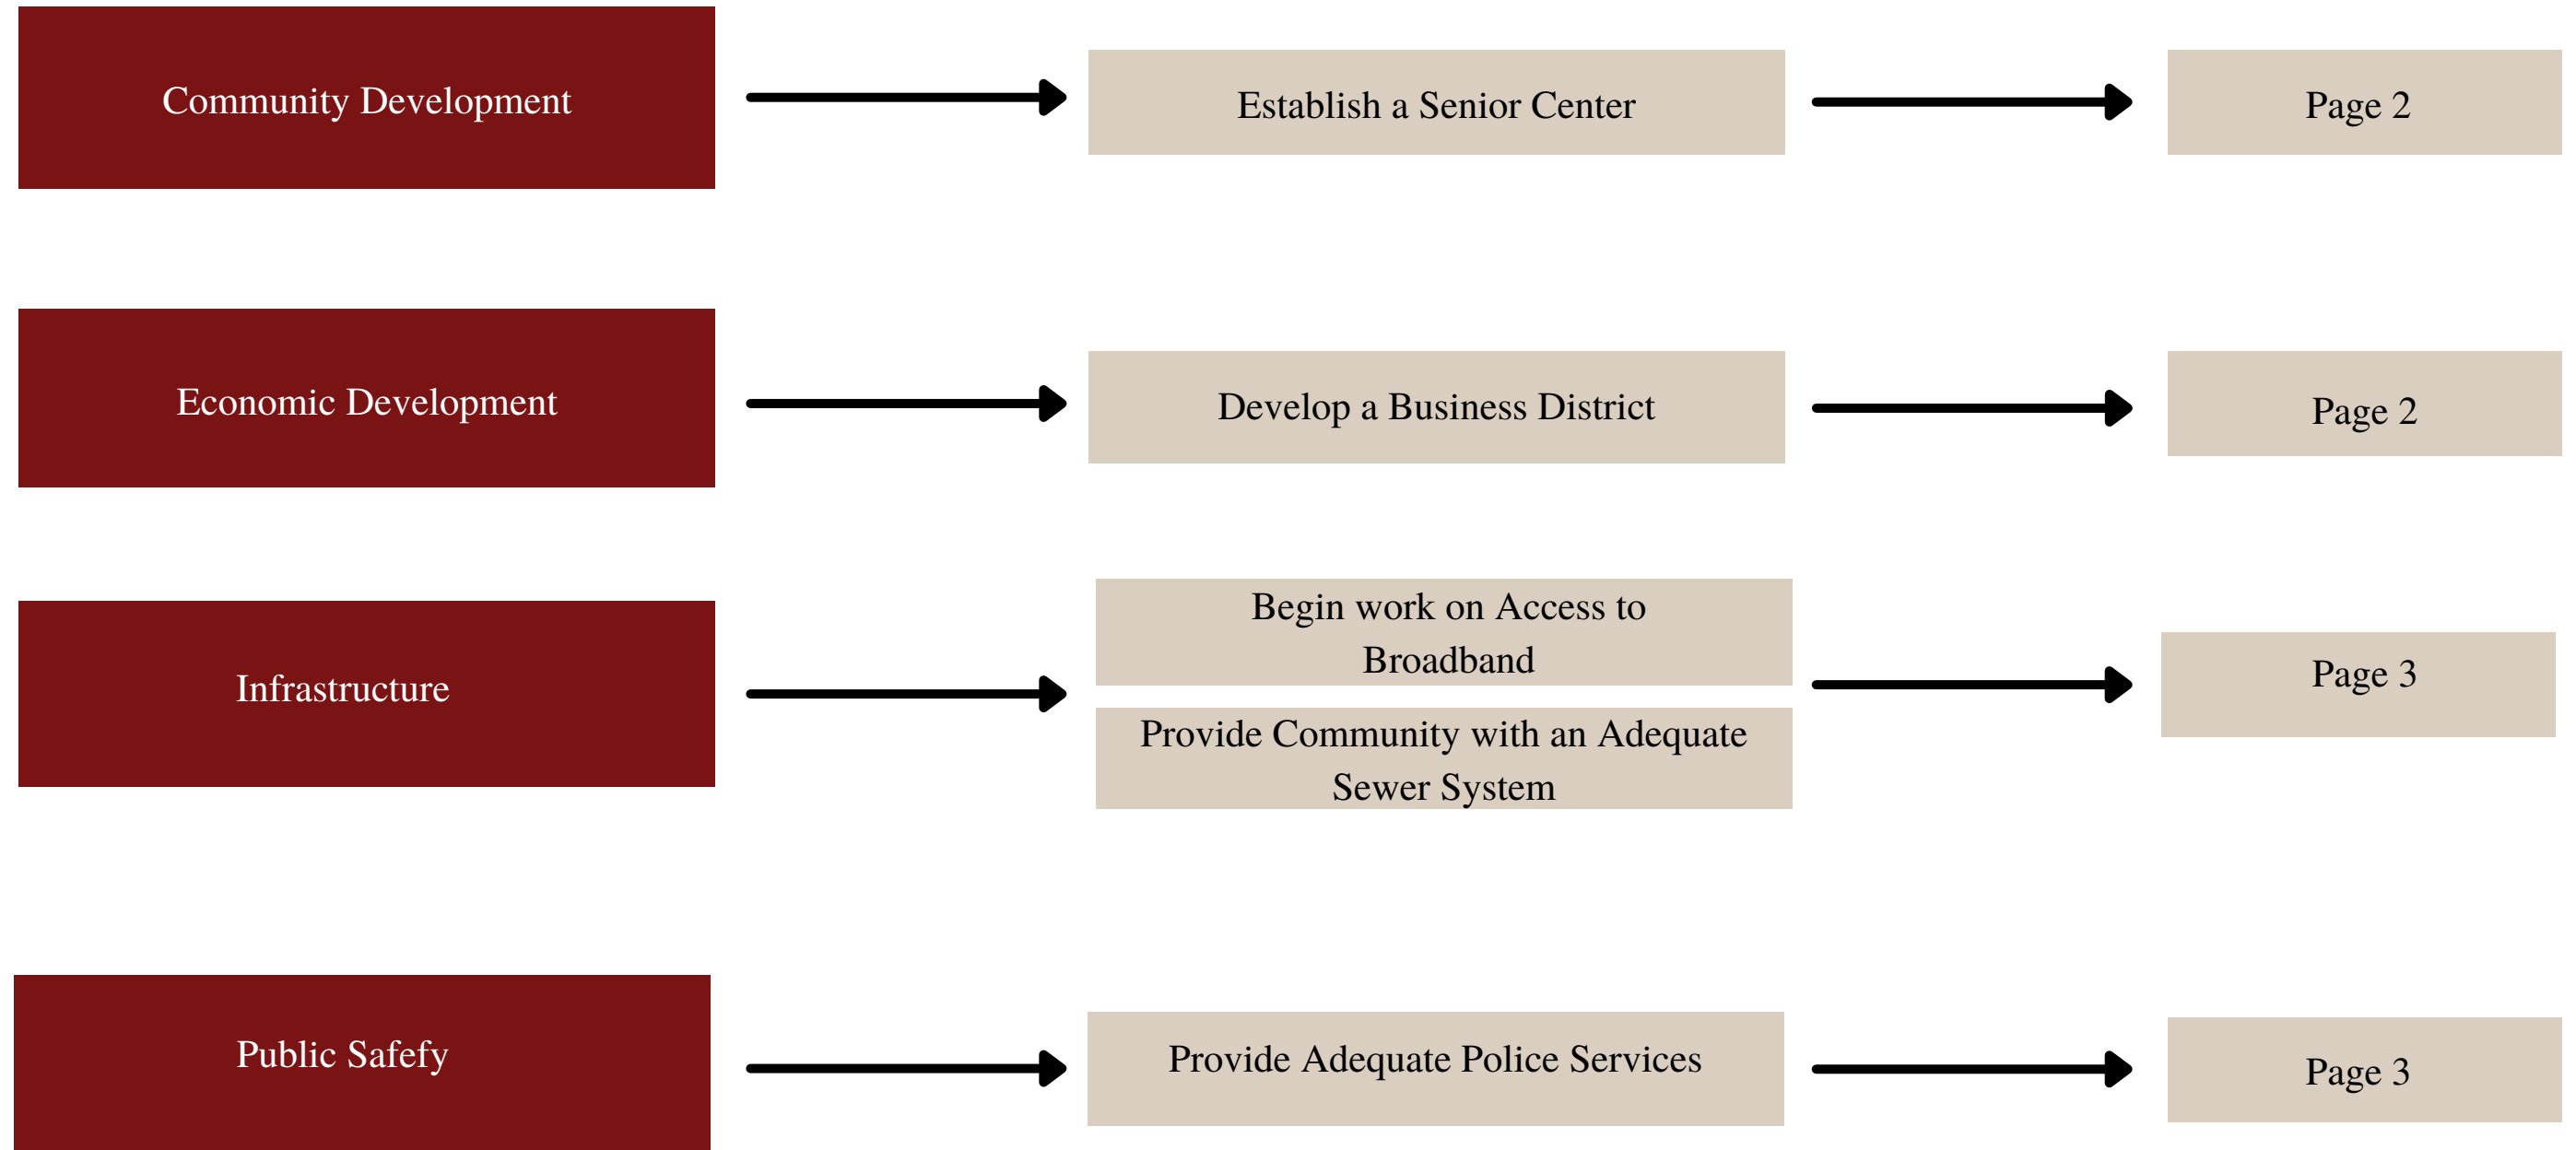 Community Development
Establish a Senior Center
Page 2
Economic Development
Develop a Business District
Page 2
Infrastructure
Begin work on Access to
Broadband
Provide Community with an Adequate
Sewer System
Page 3
Public Safefy
Provide Adequate Police Services
Page 3